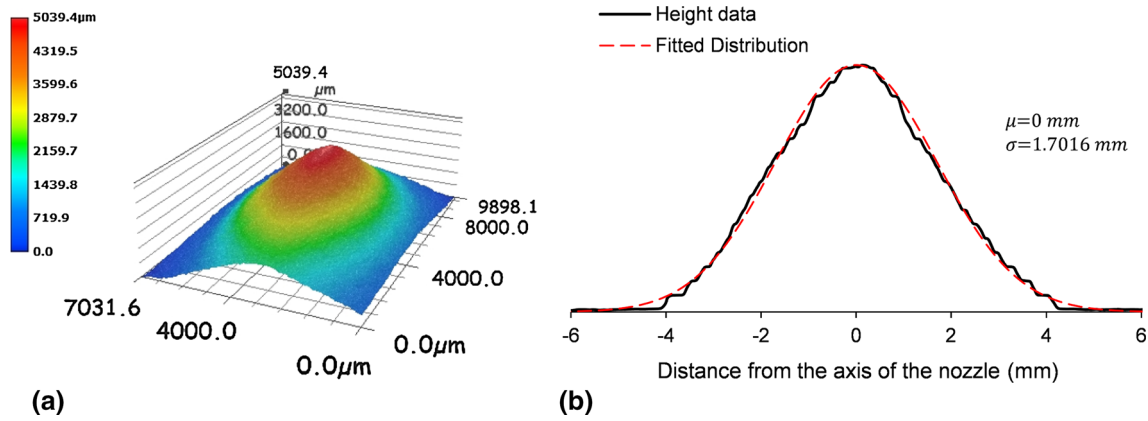 5039.4μm
4319.5
3599.6
2879.7
2159.7
1439.8
719.9
0.0
5039.4
μm
3200.0
1600.0
0.0
9898.1
8000.0
4000.0
0.0μm
7031.6
4000.0
0.0μm
(a)
Height data
Fitted Distribution
μ=0 mm
σ=1.7016 mm
-6 -4 -2 0 2 4 6
Distance from the axis of the nozzle (mm)
(b)